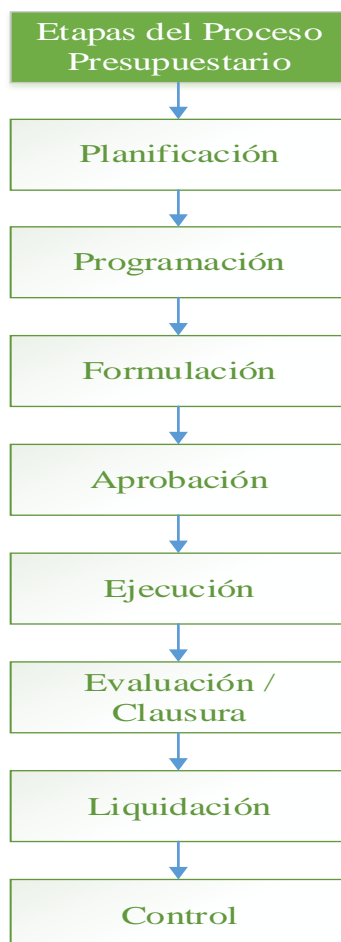 Etapas del Proceso
Presupuestario
Planificación
Programación
Formulación
Aprobación
Ejecución
Evaluación /
Clausura
Liquidación
Control